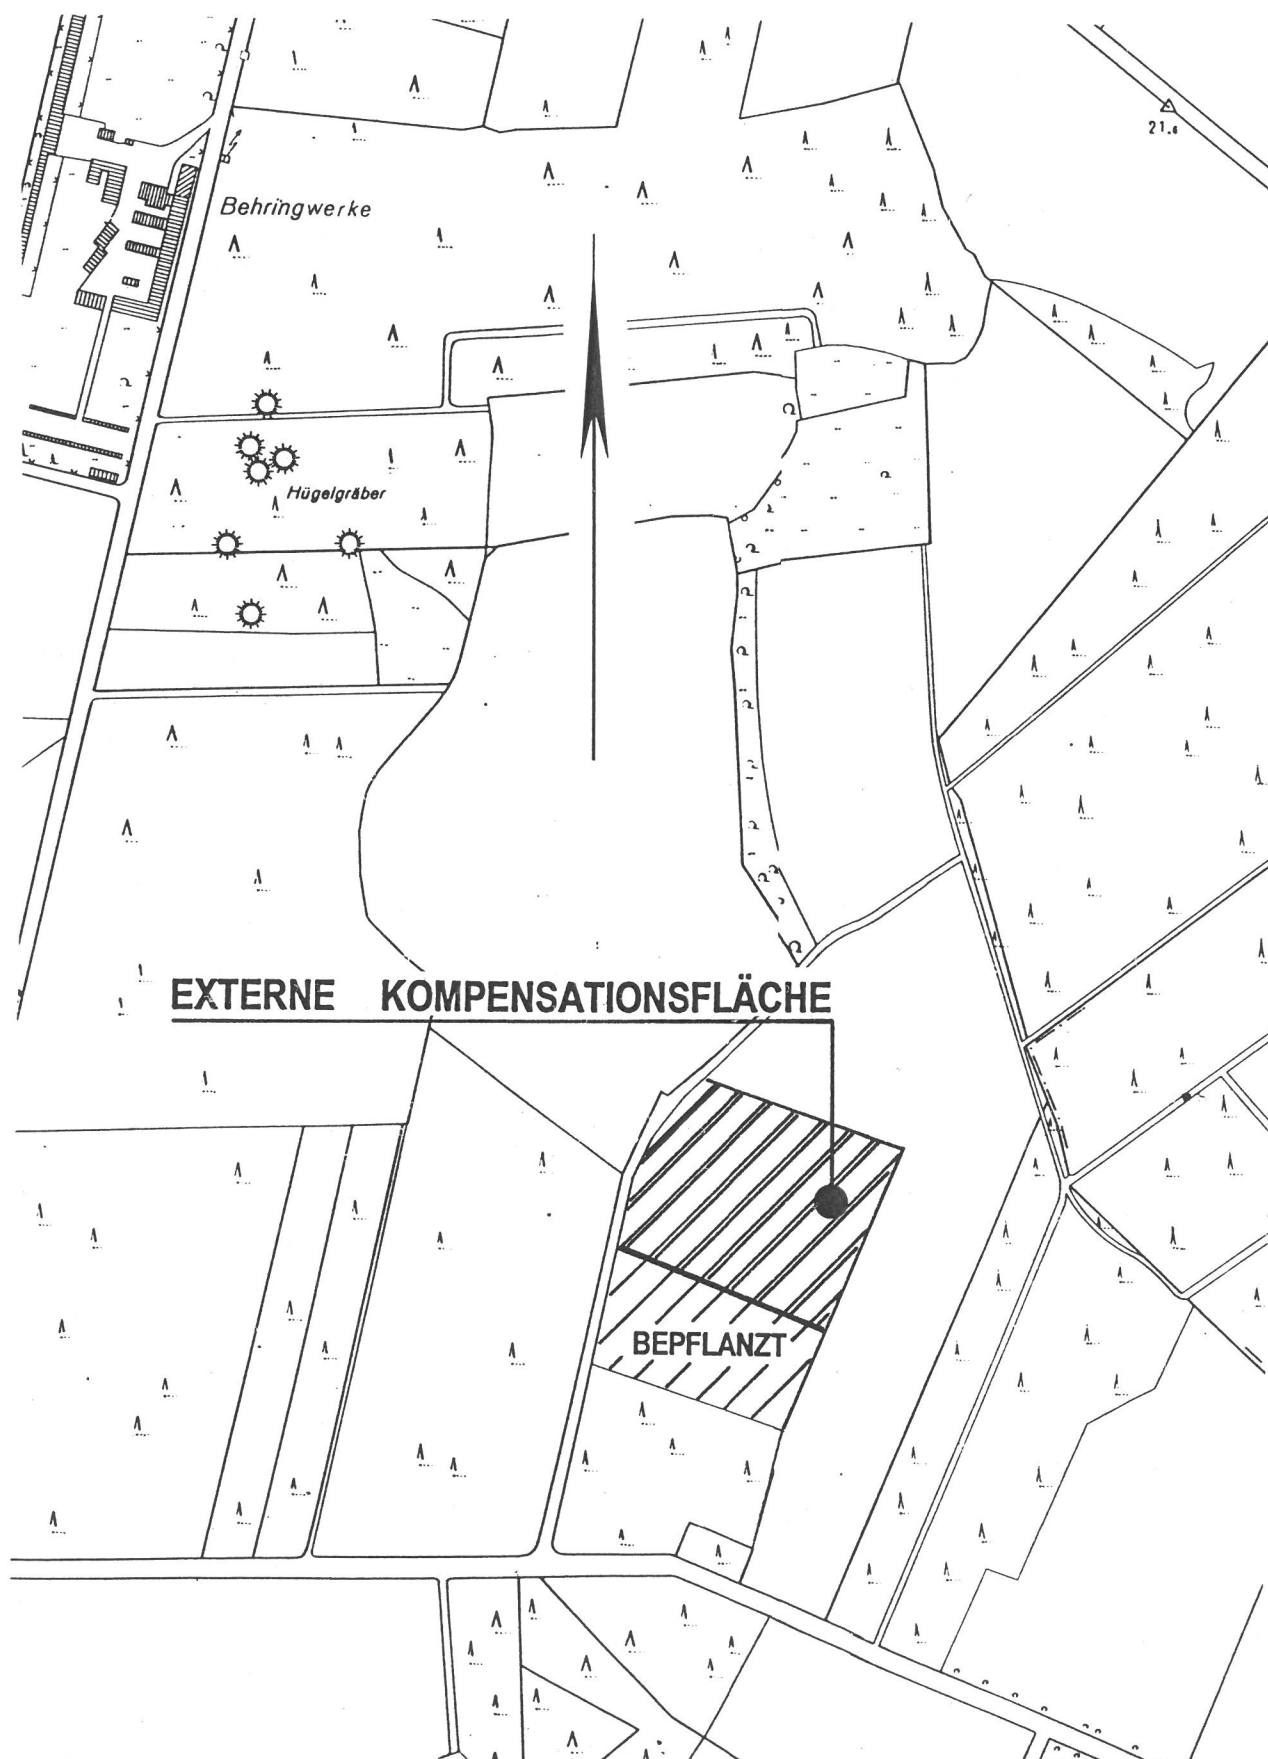 21.6
Behringwerke
Hügelgräber
EXTERNE KOMPENSATIONSFLÄCHE
BEPFLANZT